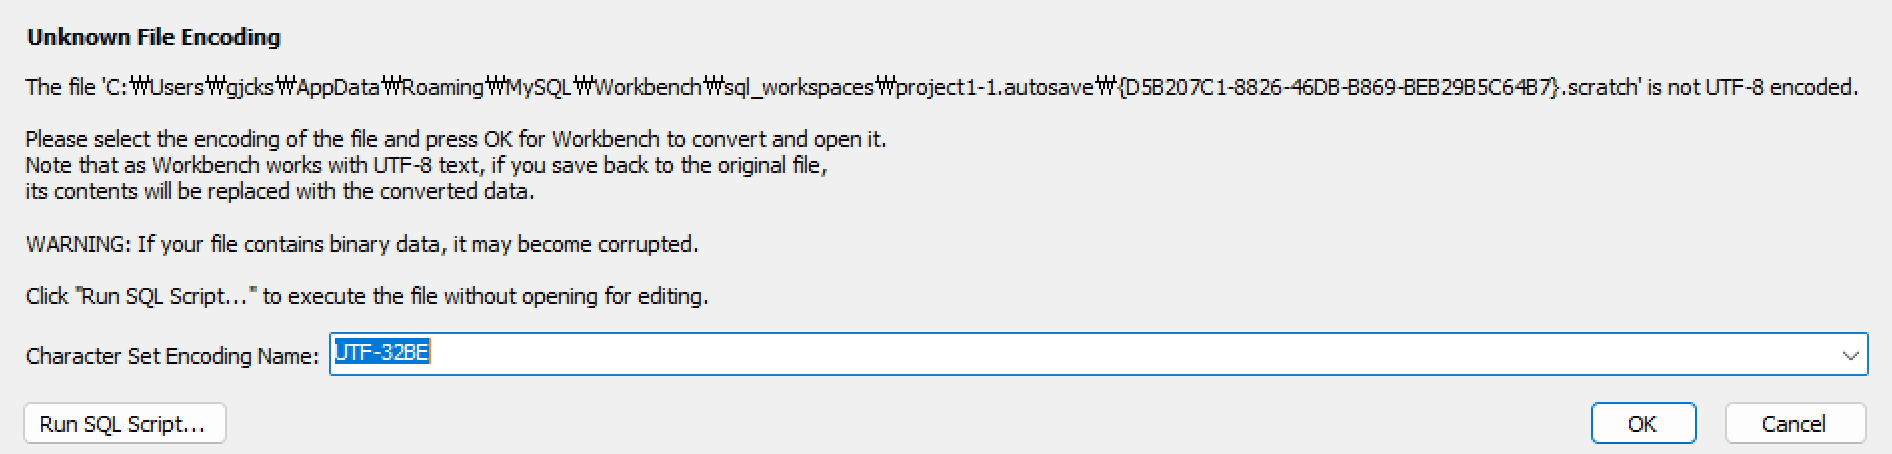 Unknown File Encoding
The file 'C:₩Users₩gjcks₩AppData₩Roaming₩MySQL₩Workbench₩sql_workspaces₩project1-1.autosave₩{D5B207C1-8826-46DB-B869-BEB29B5C64B7}.scratch' is not UTF-8 encoded.
Please select the encoding of the file and press OK for Workbench to convert and open it.
Note that as Workbench works with UTF-8 text, if you save back to the original file,
its contents will be replaced with the converted data.
WARNING: If your file contains binary data, it may become corrupted.
Click "Run SQL Script..." to execute the file without opening for editing.
Character Set Encoding Name: UTF-32BE
Run SQL Script... OK Cancel